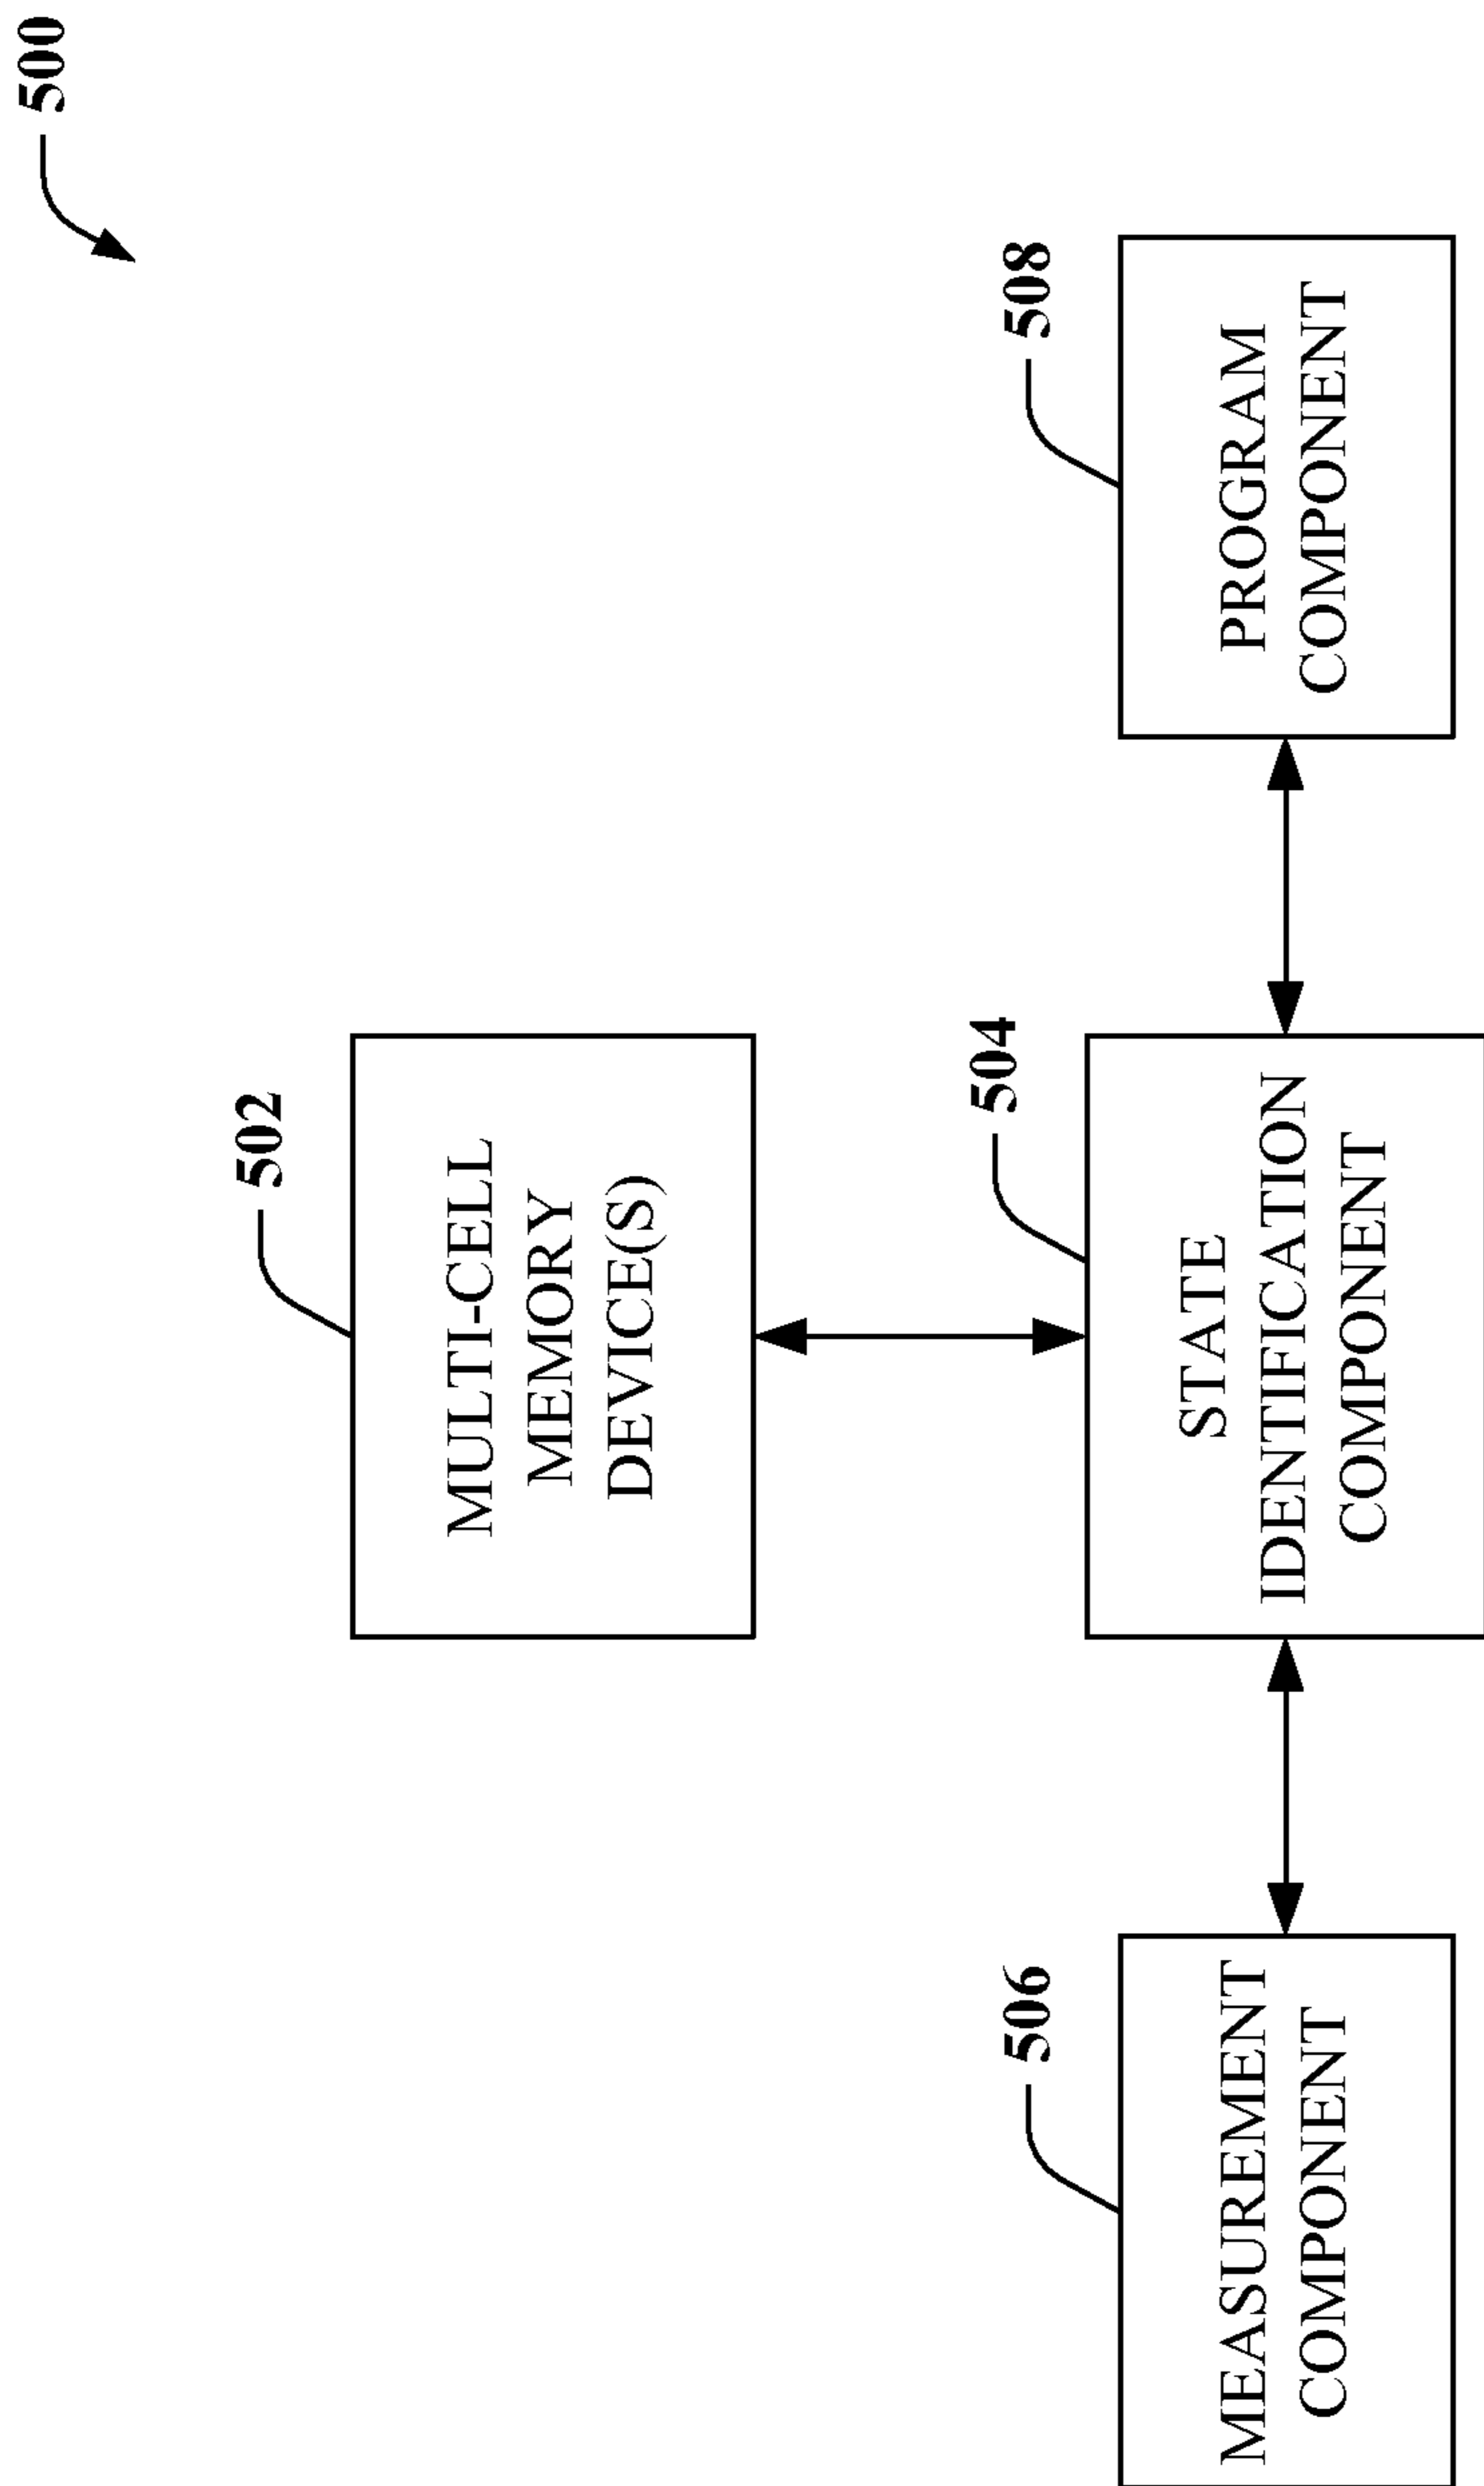 500
502
MULTI-CELL
MEMORY
DEVICE(S)
504
STATE
IDENTIFICATION
COMPONENT
506
MEASUREMENT
COMPONENT
508
PROGRAM
COMPONENT